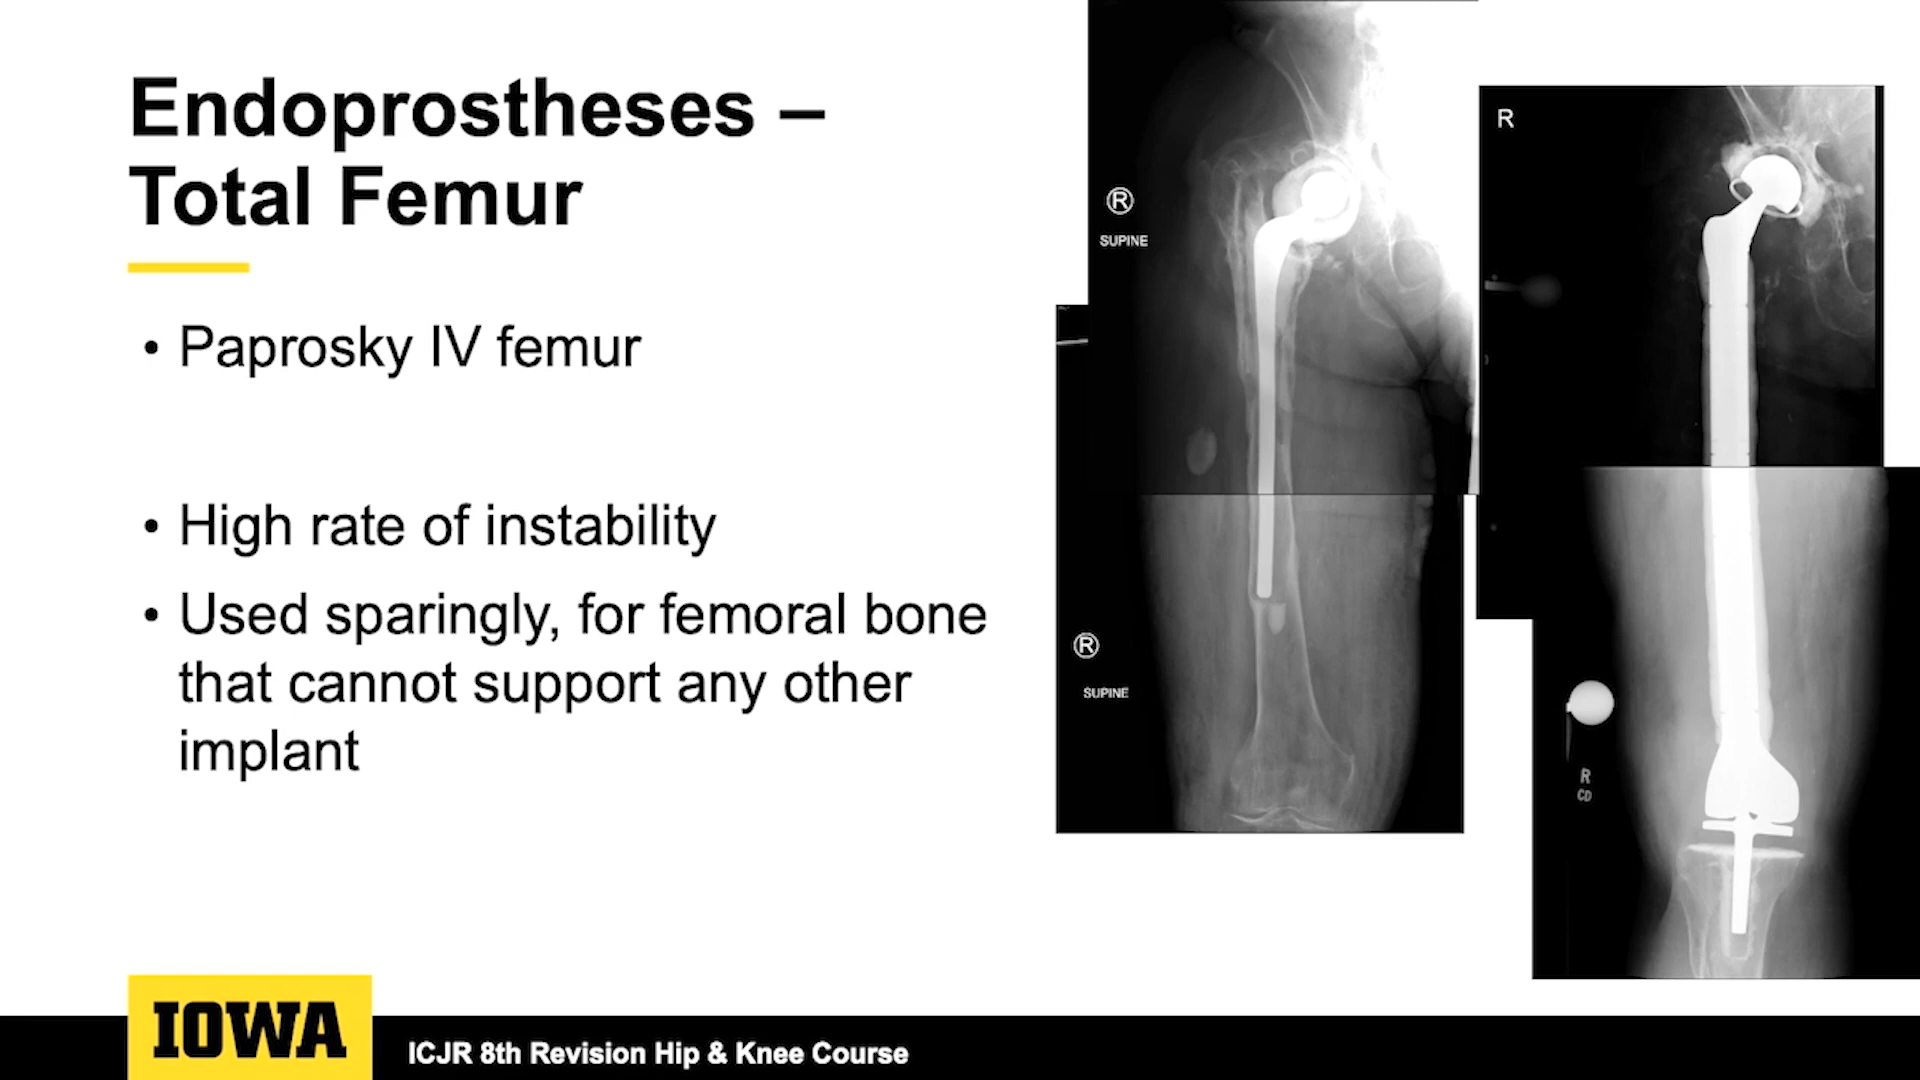 Endoprostheses –
Total Femur
• Paprosky IV femur
• High rate of instability
• Used sparingly, for femoral bone
that cannot support any other
implant
R
SUPINE
R
SUPINE
R
R
CD
IOWA
ICJR 8th Revision Hip & Knee Course